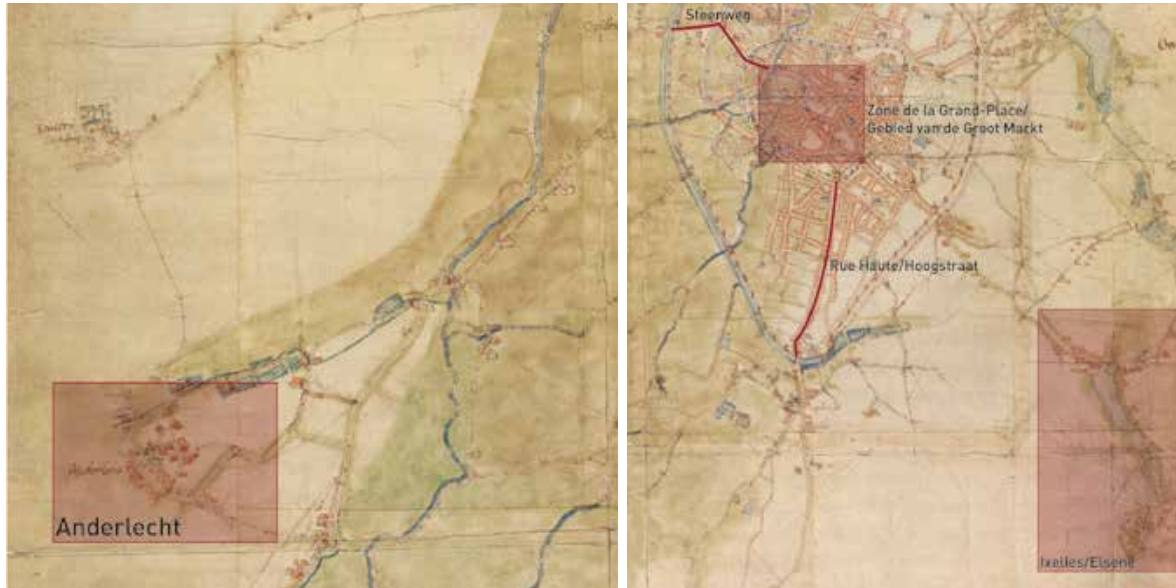 Anderlecht
Steenweg
Zone de la Grand-Place/
Gebied van de Groot Markt
Rue Haute/Hoogstraat
Ixelles/Elsene